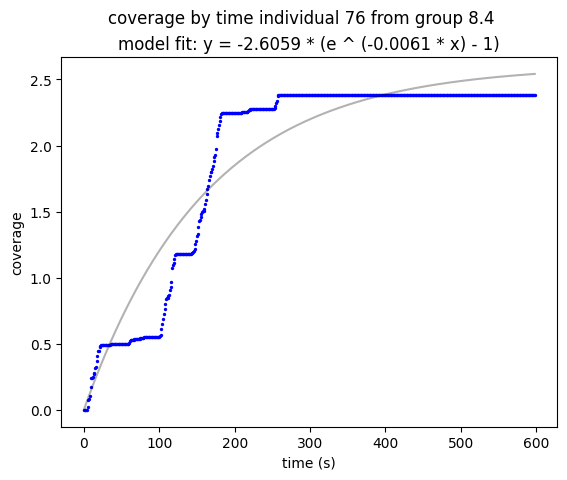 coverage by time individual 76 from group 8.4
model fit: y = -2.6059 * (e ^ (-0.0061 * x) - 1)
2.5
2.0
1.5
1.0
0.5
0.0
coverage
0 100 200 300 400 500 600
time (s)